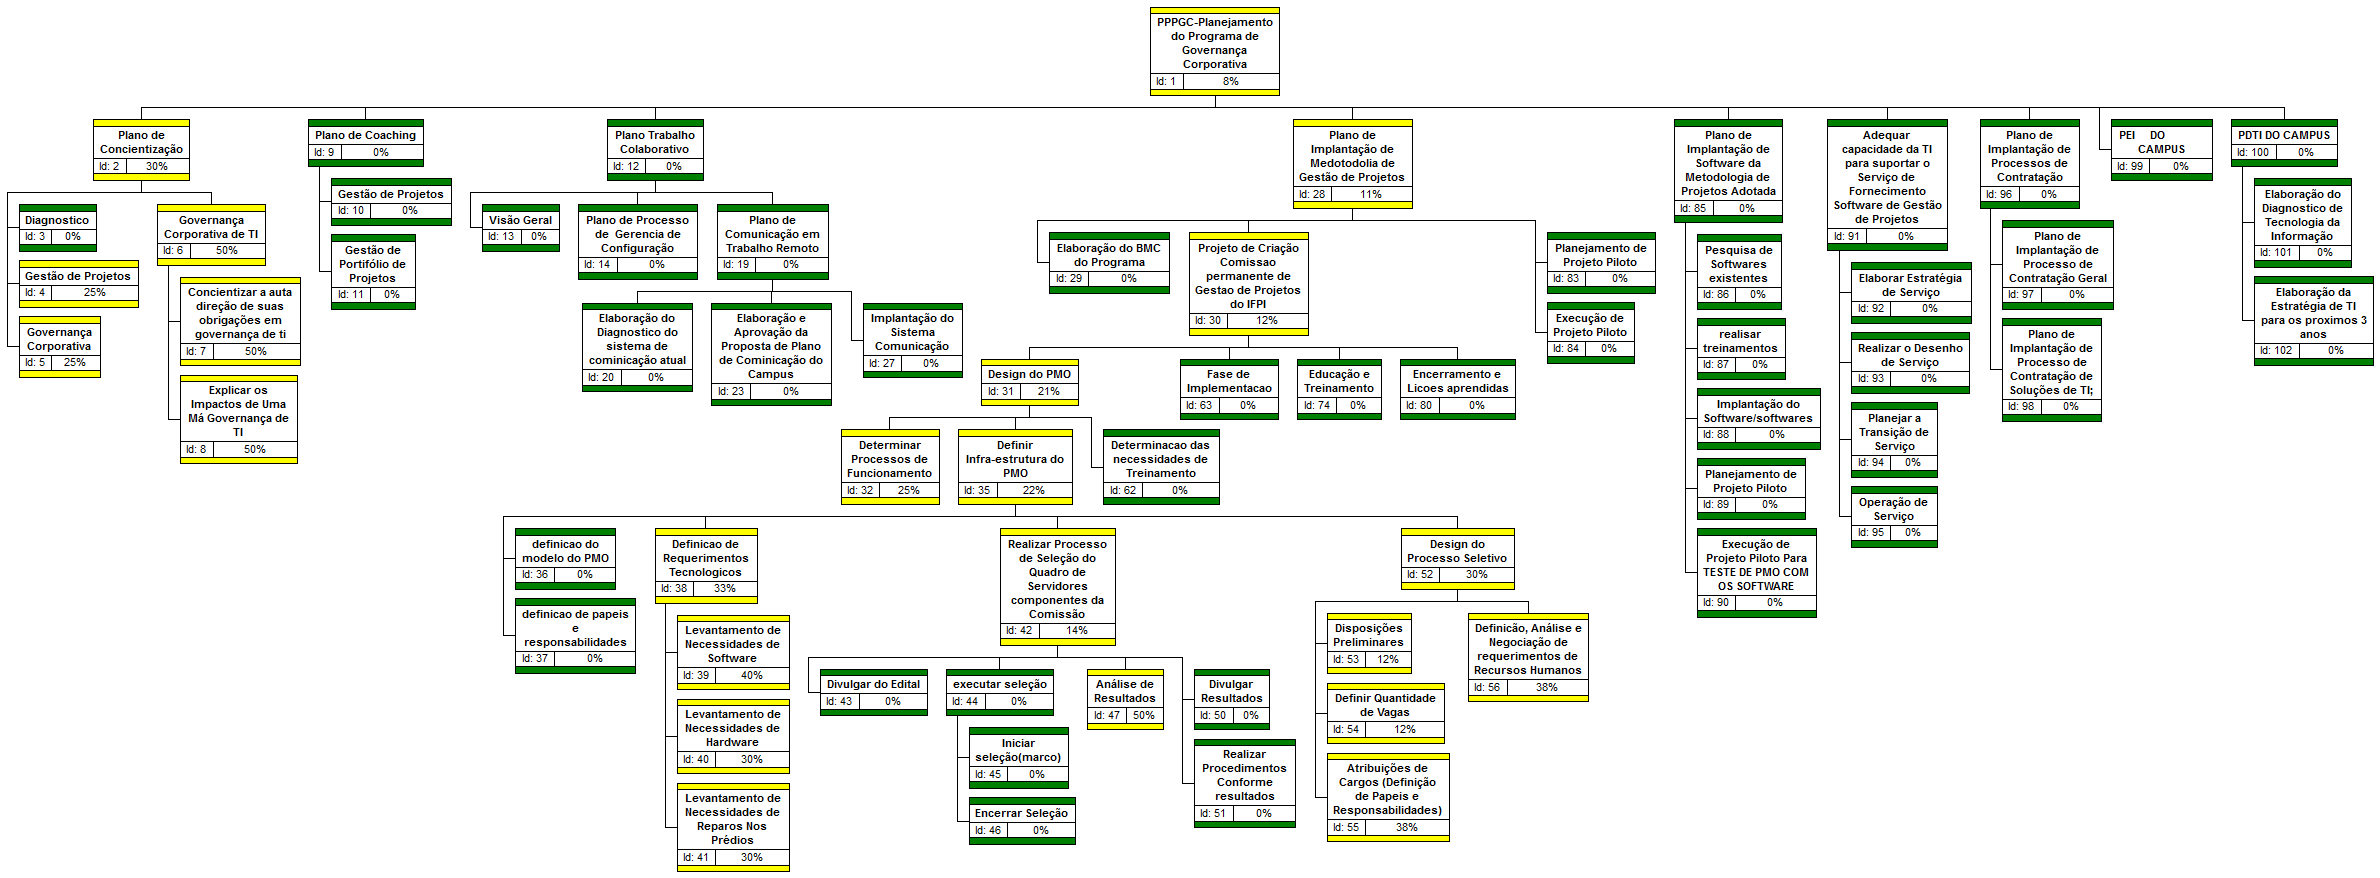 PPPGC-Planejamento
do Programa de
Governança
Corporativa
Id: 1 8%
Plano de
Concientização
Id: 2 30%
Diagnostico
Id: 3 0%
Gestão de Projetos
Id: 4 25%
Governança
Corporativa
Id: 5 25%
Governança
Corporativa de TI
Id: 6 50%
Concientizar a auta
direção de suas
obrigações em
governança de ti
Id: 7 50%
Explicar os
Impactos de Uma
Má Governança de
TI
Id: 8 50%
Plano de Coaching
Id: 9 0%
Gestão de Projetos
Id: 10 0%
Gestão de
Portifólio de
Projetos
Id: 11 0%
Plano Trabalho
Colaborativo
Id: 12 0%
Visão Geral
Id: 13 0%
Plano de Processo
de Gerencia de
Configuração
Id: 14 0%
Plano de
Comunicação em
Trabalho Remoto
Id: 19 0%
Elaboração do
Diagnostico do
sistema de
cominicação atual
Id: 20 0%
Elaboração e
Aprovação da
Proposta de Plano
de Cominicação do
Campus
Id: 23 0%
Implantação do
Sistema
Comunicação
Id: 27 0%
Plano de
Implantação de
Medotodolia de
Gestão de Projetos
Id: 28 11%
Elaboração do BMC
do Programa
Id: 29 0%
Projeto de Criação
Comissao
permanente de
Gestao de Projetos
do IFPI
Id: 30 12%
Design do PMO
Id: 31 21%
Determinar
Processos de
Funcionamento
Id: 32 25%
Definir
Infra-estrutura do
PMO
Id: 35 22%
definicao do
modelo do PMO
Id: 36 0%
definicao de papeis
e
responsabilidades
Id: 37 0%
Definicao de
Requerimentos
Tecnologicos
Id: 38 33%
Levantamento de
Necessidades de
Software
Id: 39 40%
Levantamento de
Necessidades de
Hardware
Id: 40 30%
Levantamento de
Necessidades de
Reparos Nos
Prédios
Id: 41 30%
Realizar Processo
de Seleção do
Quadro de
Servidores
componentes da
Comissão
Id: 42 14%
Divulgar do Edital
Id: 43 0%
executar seleção
Id: 44 0%
Iniciar
seleção(marco)
Id: 45 0%
Encerrar Seleção
Id: 46 0%
Análise de
Resultados
Id: 47 50%
Divulgar
Resultados
Id: 50 0%
Realizar
Procedimentos
Conforme
resultados
Id: 51 0%
Design do
Processo Seletivo
Id: 52 30%
Disposições
Preliminares
Id: 53 12%
Definir Quantidade
de Vagas
Id: 54 12%
Atribuições de
Cargos (Definição
de Papeis e
Responsabilidades)
Id: 55 38%
Definicão, Análise e
Negociação de
requerimentos de
Recursos Humanos
Id: 56 38%
Determinacao das
necessidades de
Treinamento
Id: 62 0%
Fase de
Implementacao
Id: 63 0%
Educação e
Treinamento
Id: 74 0%
Encerramento e
Licoes aprendidas
Id: 80 0%
Planejamento de
Projeto Piloto
Id: 83 0%
Execução de
Projeto Piloto
Id: 84 0%
Plano de
Implantação de
Software da
Metodologia de
Projetos Adotada
Id: 85 0%
Pesquisa de
Softwares
existentes
Id: 86 0%
realisar
treinamentos
Id: 87 0%
Implantação do
Software/softwares
Id: 88 0%
Planejamento de
Projeto Piloto
Id: 89 0%
Execução de
Projeto Piloto Para
TESTE DE PMO COM
OS SOFTWARE
Id: 90 0%
Adequar
capacidade da TI
para suportar o
Serviço de
Fornecimento
Software de Gestão
de Projetos
Id: 91 0%
Elaborar Estratégia
de Serviço
Id: 92 0%
Realizar o Desenho
de Serviço
Id: 93 0%
Planejar a
Transição de
Serviço
Id: 94 0%
Operação de
Serviço
Id: 95 0%
Plano de
Implantação de
Processos de
Contratação
Id: 96 0%
Plano de
Implantação de
Processo de
Contratação Geral
Id: 97 0%
Plano de
Implantação de
Processo de
Contratação de
Soluções de TI;
Id: 98 0%
PEI DO
CAMPUS
Id: 99 0%
PDTI DO CAMPUS
Id: 100 0%
Elaboração do
Diagnostico de
Tecnologia da
Informação
Id: 101 0%
Elaboração da
Estratégia de TI
para os proximos 3
anos
Id: 102 0%